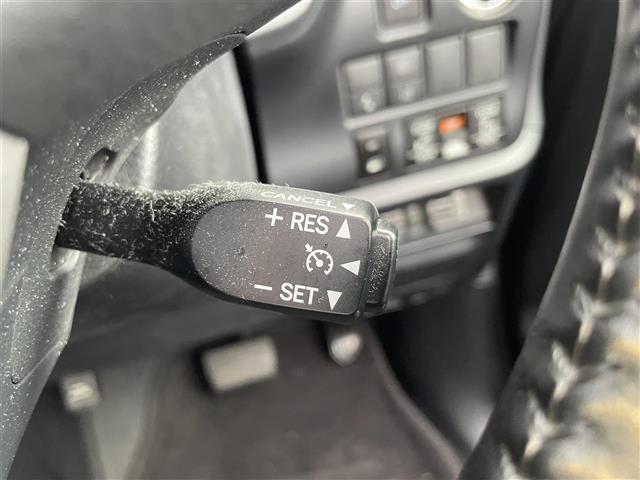 CANCEL ▼
+ RES ▲
◀
− SET ▼